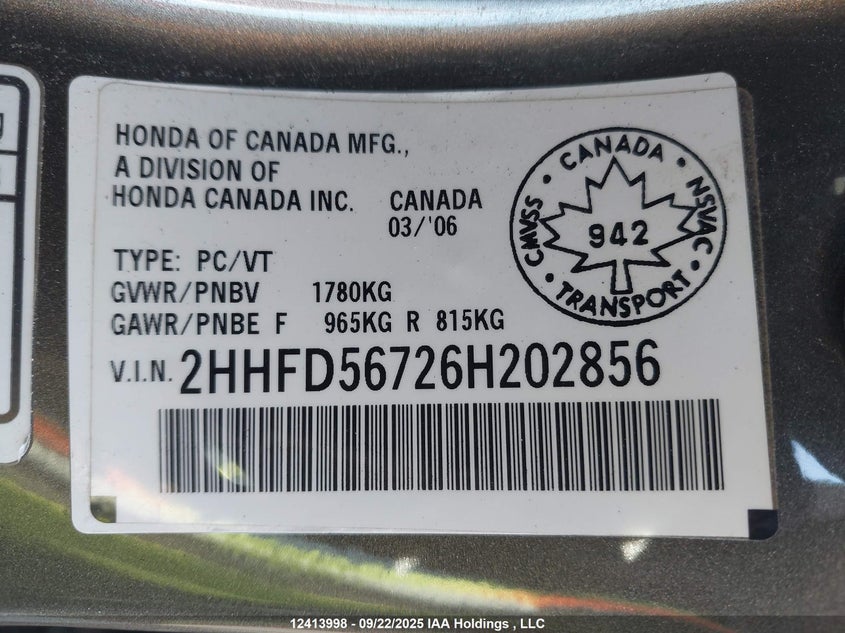 HONDA OF CANADA MFG.,
A DIVISION OF
HONDA CANADA INC. CANADA
03/'06
TYPE: PC/VT
GVWR/PNBV 1780KG
GAWR/PNBE F 965KG R 815KG
V.I.N. 2HHFD56726H202856
CMVSS • CANADA • NSVAC • TRANSPORT •
942
12413998 - 09/22/2025 IAA Holdings , LLC